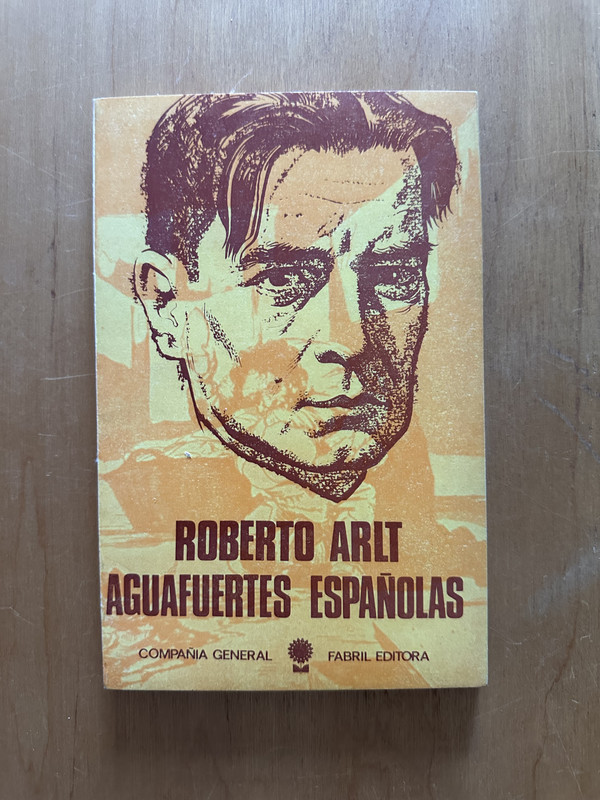 ROBERTO ARLT
AGUAFUERTES ESPAÑOLAS
COMPAÑIA GENERAL FABRIL EDITORA